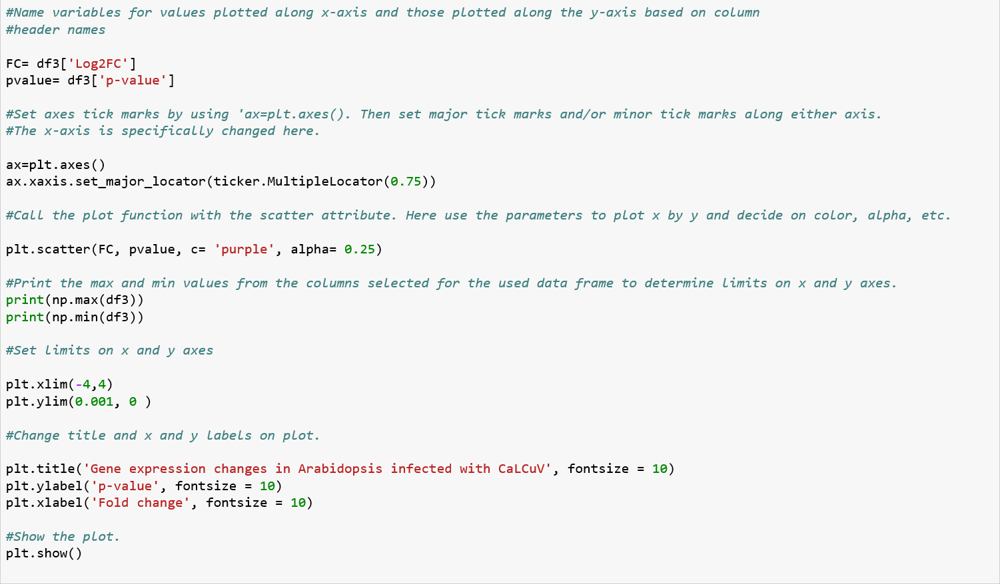 #Name variables for values plotted along x-axis and those plotted along the y-axis based on column
#header names
FC= df3['Log2FC']
pvalue= df3['p-value']
#Set axes tick marks by using 'ax=plt.axes(). Then set major tick marks and/or minor tick marks along either axis.
#The x-axis is specifically changed here.
ax=plt.axes()
ax.xaxis.set_major_locator(ticker.MultipleLocator(0.75))
#Call the plot function with the scatter attribute. Here use the parameters to plot x by y and decide on color, alpha, etc.
plt.scatter(FC, pvalue, c= 'purple', alpha= 0.25)
#Print the max and min values from the columns selected for the used data frame to determine limits on x and y axes.
print(np.max(df3))
print(np.min(df3))
#Set limits on x and y axes
plt.xlim(-4,4)
plt.ylim(0.001, 0 )
#Change title and x and y labels on plot.
plt.title('Gene expression changes in Arabidopsis infected with CaLCuV', fontsize = 10)
plt.ylabel('p-value', fontsize = 10)
plt.xlabel('Fold change', fontsize = 10)
#Show the plot.
plt.show()